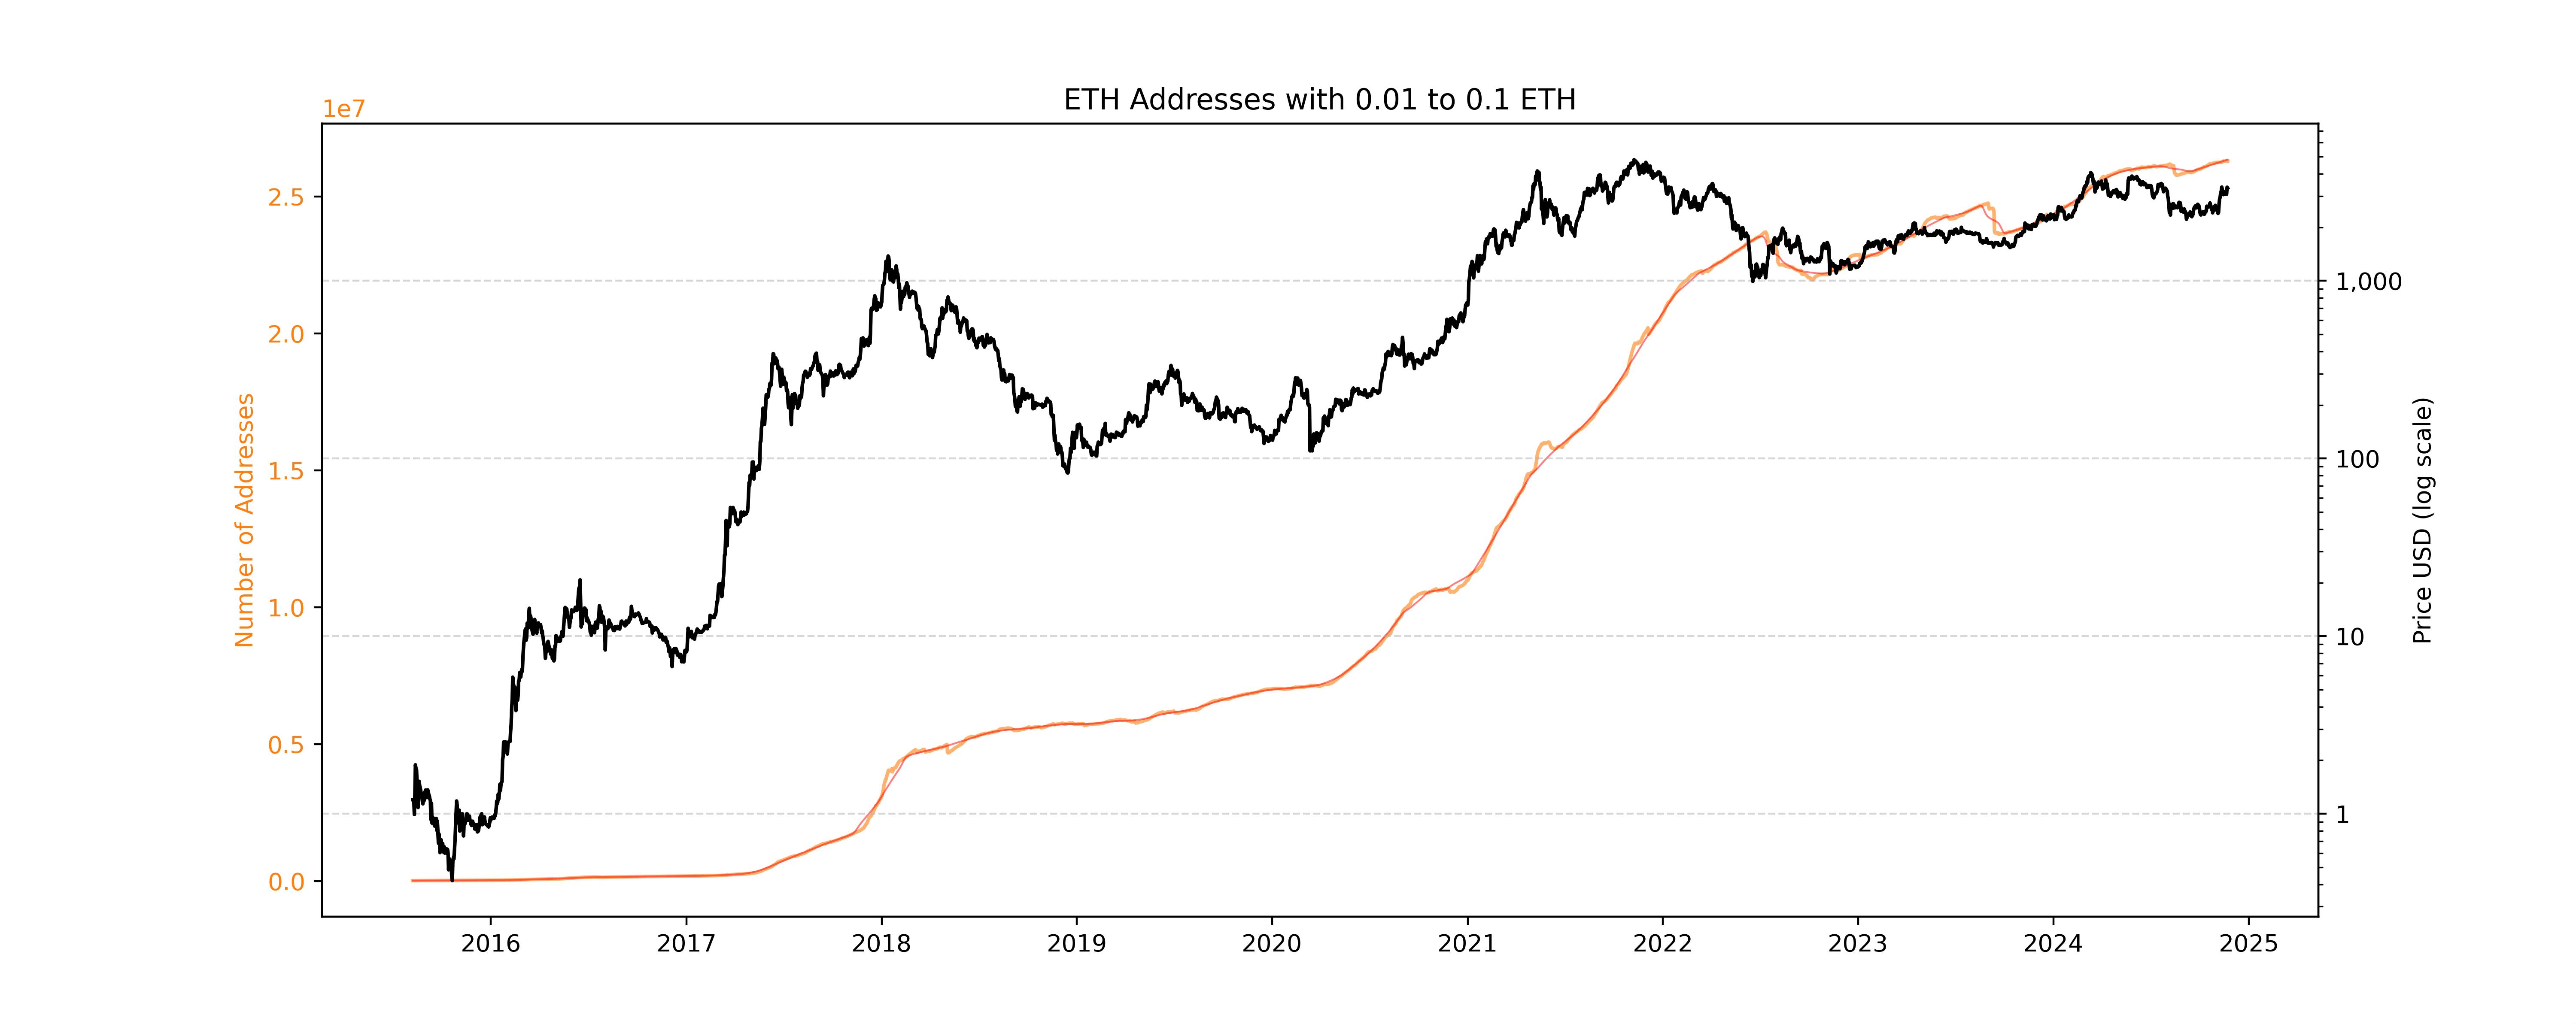 ETH Addresses with 0.01 to 0.1 ETH
1e7
2.5
2.0
1.5
1.0
0.5
0.0
Number of Addresses
1,000
100
10
1
Price USD (log scale)
2016 2017 2018 2019 2020 2021 2022 2023 2024 2025